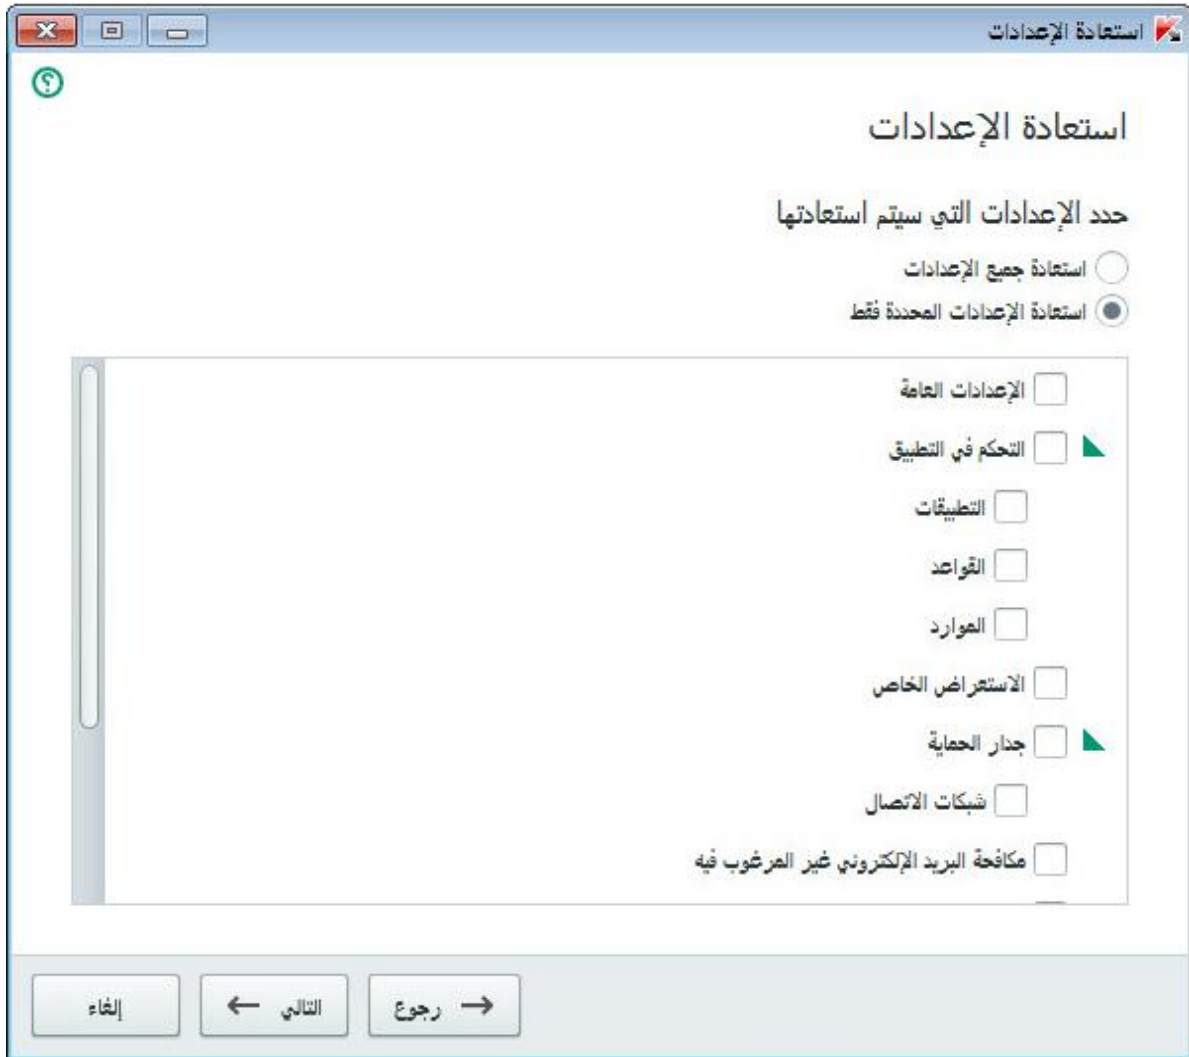 استعادة الإعدادات
استعادة الإعدادات
حدد الإعدادات التي سيتم استعادتها
استعادة جميع الإعدادات
استعادة الإعدادات المحددة فقط
الإعدادات العامة
التحكم في التطبيق
التطبيقات
القواعد
الموارد
الاستعراض الخاص
جدار الحماية
شبكات الاتصال
مكافحة البريد الإلكتروني غير المرغوب فيه
رجوع
التالي
إلغاء